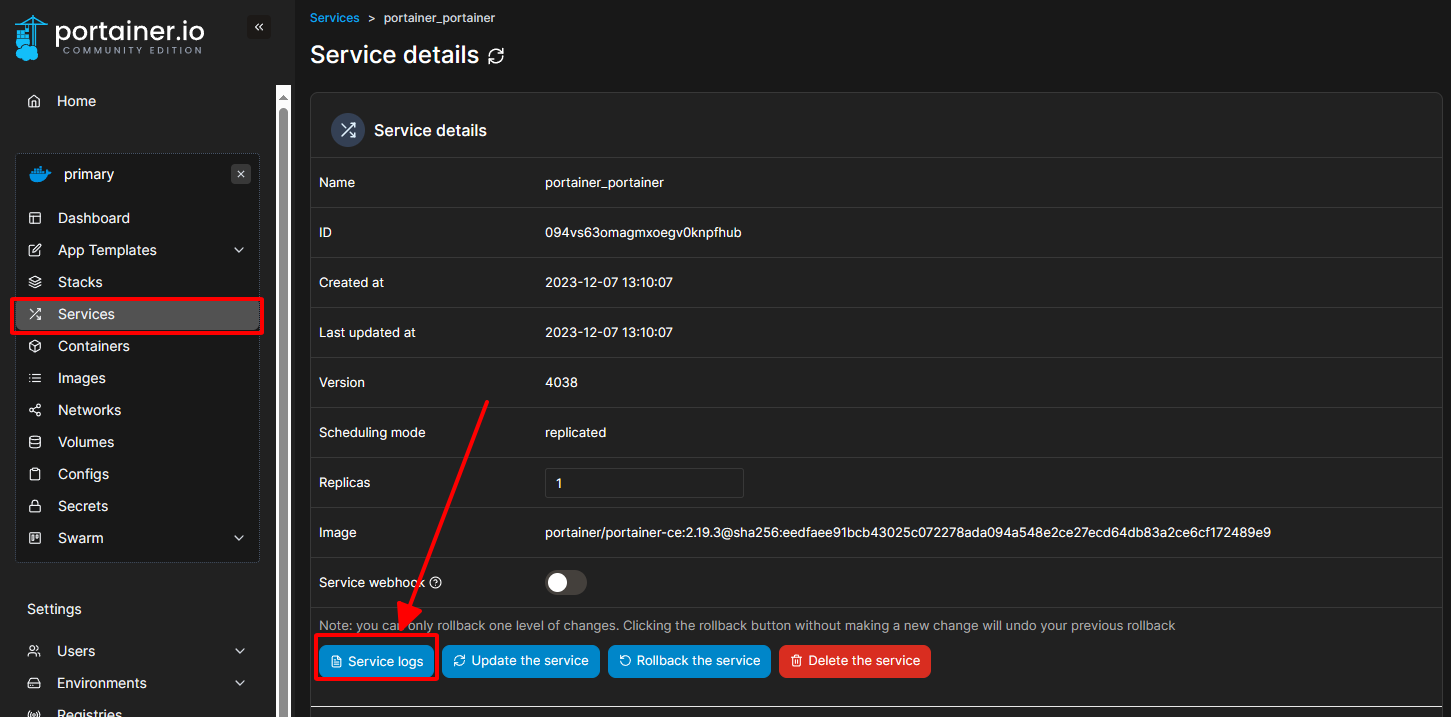 portainer.io
COMMUNITY EDITION
Home
primary
Dashboard
App Templates
Stacks
Services
Containers
Images
Networks
Volumes
Configs
Secrets
Swarm
Settings
Users
Environments
Registries
Services > portainer_portainer
Service details
Service details
Name portainer_portainer
ID 094vs63omagmxoegv0knpfhub
Created at 2023-12-07 13:10:07
Last updated at 2023-12-07 13:10:07
Version 4038
Scheduling mode replicated
Replicas 1
Image portainer/portainer-ce:2.19.3@sha256:eedfaee91bcb43025c072278ada094a548e2ce27ecd64db83a2ce6cf172489e9
Service webhook
Note: you can only rollback one level of changes. Clicking the rollback button without making a new change will undo your previous rollback
Service logs Update the service Rollback the service Delete the service